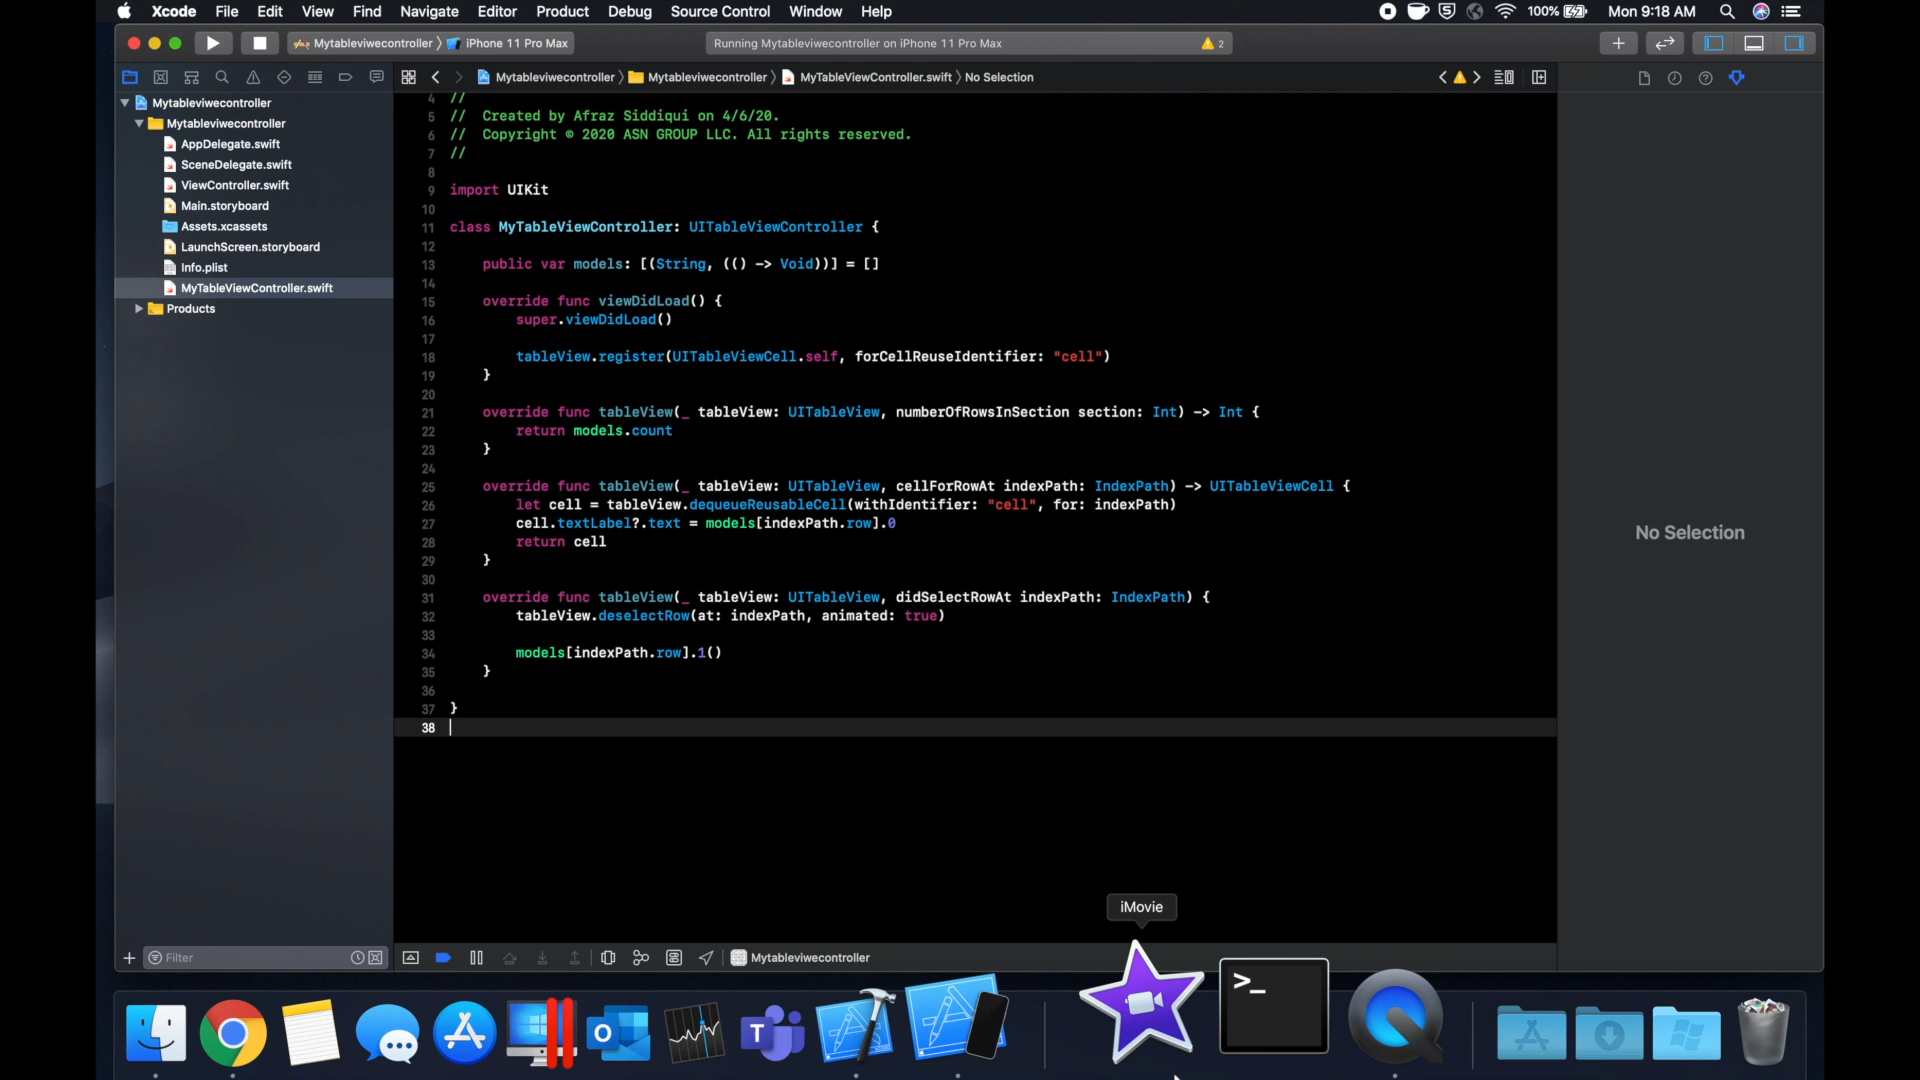 Xcode File Edit View Find Navigate Editor Product Debug Source Control Window Help 100% Mon 9:18 AM
Mytableviwecontroller 〉 iPhone 11 Pro Max
Running Mytableviwecontroller on iPhone 11 Pro Max
2
Mytableviwecontroller 〉 Mytableviwecontroller 〉 MyTableViewController.swift 〉 No Selection
Mytableviwecontroller
Mytableviwecontroller
AppDelegate.swift
SceneDelegate.swift
ViewController.swift
Main.storyboard
Assets.xcassets
LaunchScreen.storyboard
Info.plist
MyTableViewController.swift
Products
Filter
4 //
5 // Created by Afraz Siddiqui on 4/6/20.
6 // Copyright © 2020 ASN GROUP LLC. All rights reserved.
7 //
8
9 import UIKit
10
11 class MyTableViewController: UITableViewController {
12
13 public var models: [(String, (() -> Void))] = []
14
15 override func viewDidLoad() {
16 super.viewDidLoad()
17
18 tableView.register(UITableViewCell.self, forCellReuseIdentifier: "cell")
19 }
20
21 override func tableView(_ tableView: UITableView, numberOfRowsInSection section: Int) -> Int {
22 return models.count
23 }
24
25 override func tableView(_ tableView: UITableView, cellForRowAt indexPath: IndexPath) -> UITableViewCell {
26 let cell = tableView.dequeueReusableCell(withIdentifier: "cell", for: indexPath)
27 cell.textLabel?.text = models[indexPath.row].0
28 return cell
29 }
30
31 override func tableView(_ tableView: UITableView, didSelectRowAt indexPath: IndexPath) {
32 tableView.deselectRow(at: indexPath, animated: true)
33
34 models[indexPath.row].1()
35 }
36
37 }
38
No Selection
Mytableviwecontroller
iMovie